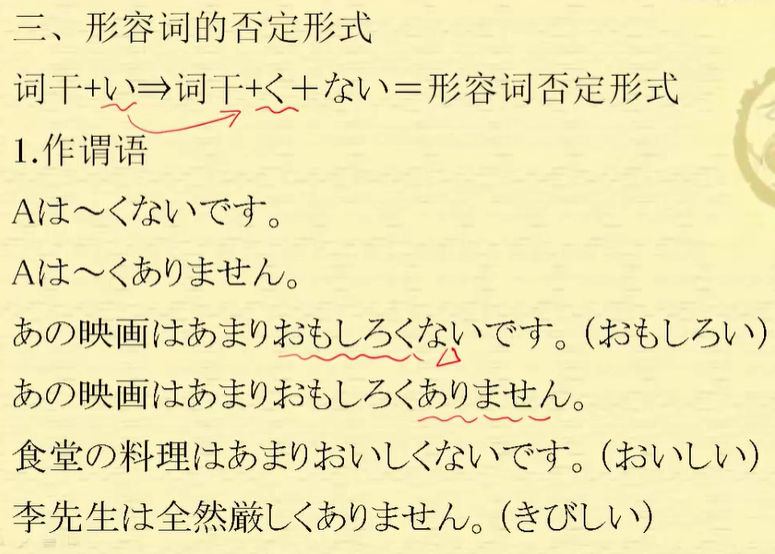 三、形容词的否定形式
词干+い⇒词干+く＋ない＝形容词否定形式
1.作谓语
Aは～くないです。
Aは～くありません。
あの映画はあまりおもしろくないです。(おもしろい)
あの映画はあまりおもしろくありません。
食堂の料理はあまりおいしくないです。(おいしい)
李先生は全然厳しくありません。(きびしい)